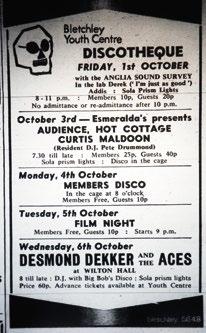 Bletchley
Youth Centre
DISCOTHEQUE
FRIDAY, 1st OCTOBER
with the ANGLIA SOUND SURVEY
In the lab Derek ("I'm just as good")
Addis : Sola Prism Lights
8 - 11 p.m. : Members 10p, Guests 20p
No admittance or re-admittance after 10 p.m.
October 3rd — Esmeralda's presents
AUDIENCE, HOT COTTAGE
CURTIS MALDOON
(Resident D.J. Pete Drummond)
7.30 till late : Members 25p, Guests 40p
Sola prism lights : Disco in the cage
Monday, 4th October
MEMBERS DISCO
In the cage at 8 o'clock
Members Free, Guests 10p
Tuesday, 5th October
FILM NIGHT
Members Free, Guests 10p : Starts 9 p.m.
Wednesday, 6th October
DESMOND DEKKER AND THE ACES
at WILTON HALL
8 till late : D.J. with Big Bob's Disco : Sola prism lights
Price 60p. Advance tickets available at Youth Centre